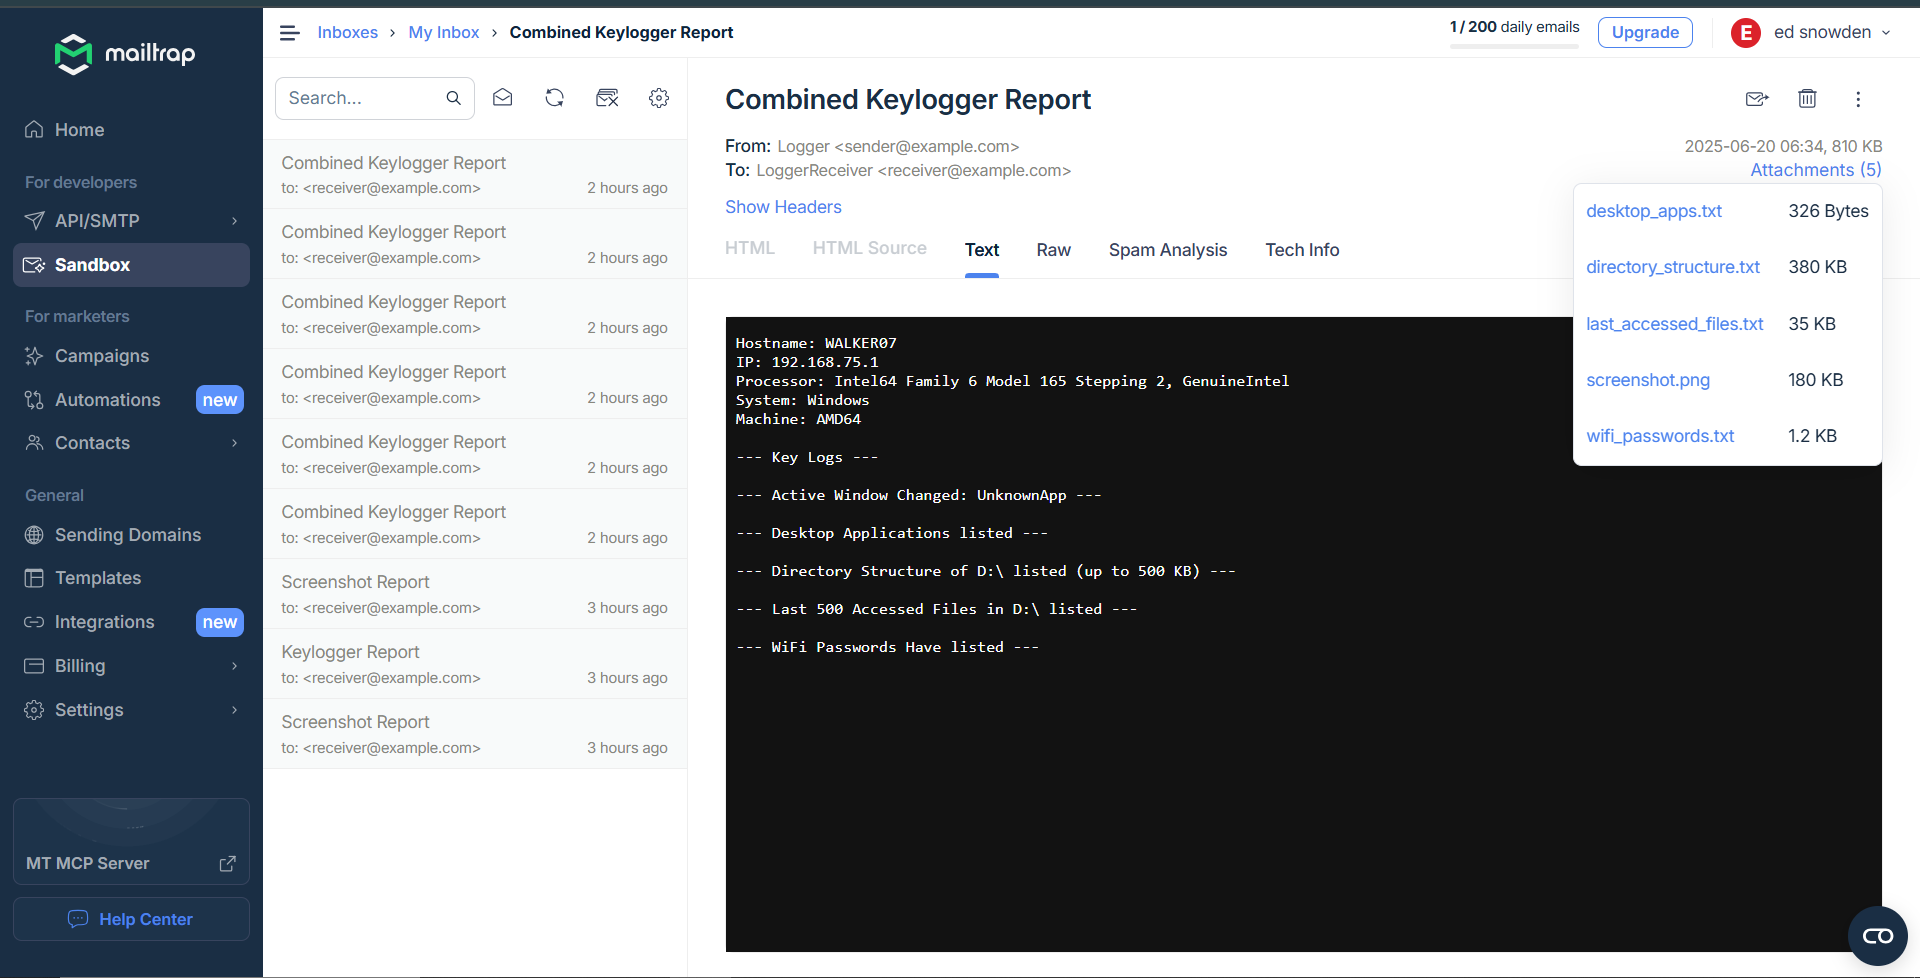 mailtrap
Home
For developers
API/SMTP
Sandbox
For marketers
Campaigns
Automations new
Contacts
General
Sending Domains
Templates
Integrations new
Billing
Settings
MT MCP Server
Help Center
Inboxes > My Inbox > Combined Keylogger Report
1 / 200 daily emails
Upgrade
E ed snowden
Search...
Combined Keylogger Report
to: <receiver@example.com> 2 hours ago
Combined Keylogger Report
to: <receiver@example.com> 2 hours ago
Combined Keylogger Report
to: <receiver@example.com> 2 hours ago
Combined Keylogger Report
to: <receiver@example.com> 2 hours ago
Combined Keylogger Report
to: <receiver@example.com> 2 hours ago
Combined Keylogger Report
to: <receiver@example.com> 2 hours ago
Screenshot Report
to: <receiver@example.com> 3 hours ago
Keylogger Report
to: <receiver@example.com> 3 hours ago
Screenshot Report
to: <receiver@example.com> 3 hours ago
Combined Keylogger Report
From: Logger <sender@example.com>
To: LoggerReceiver <receiver@example.com>
Show Headers
2025-06-20 06:34, 810 KB
Attachments (5)
desktop_apps.txt 326 Bytes
directory_structure.txt 380 KB
last_accessed_files.txt 35 KB
screenshot.png 180 KB
wifi_passwords.txt 1.2 KB
HTML HTML Source Text Raw Spam Analysis Tech Info
Hostname: WALKER07
IP: 192.168.75.1
Processor: Intel64 Family 6 Model 165 Stepping 2, GenuineIntel
System: Windows
Machine: AMD64
--- Key Logs ---
--- Active Window Changed: UnknownApp ---
--- Desktop Applications listed ---
--- Directory Structure of D:\ listed (up to 500 KB) ---
--- Last 500 Accessed Files in D:\ listed ---
--- WiFi Passwords Have listed ---